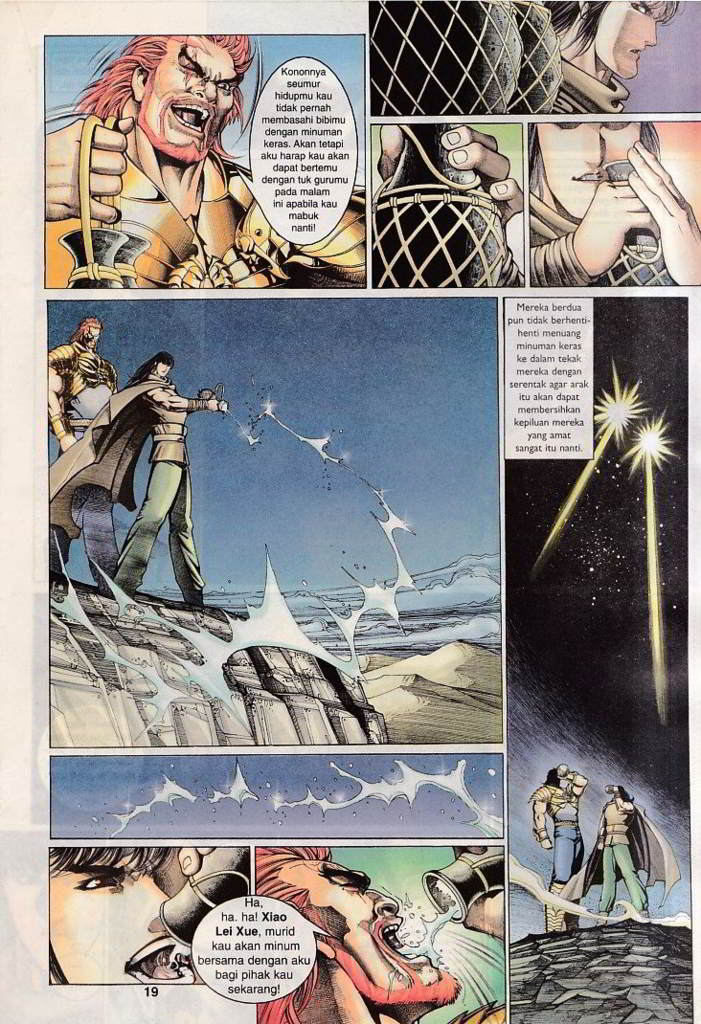 Kononnya
seumur
hidupmu kau
tidak pernah
membasahi bibimu
dengan minuman
keras. Akan tetapi
aku harap kau akan
dapat bertemu
dengan tuk gurumu
pada malam
ini apabila kau
mabuk
nanti!
Mereka berdua
pun tidak berhenti-
henti menuang
minuman keras
ke dalam tekak
mereka dengan
serentak agar arak
itu akan dapat
membersihkan
kepiluan mereka
yang amat
sangat itu nanti.
Ha,
ha. ha! Xiao
Lei Xue, murid
kau akan minum
bersama dengan aku
bagi pihak kau
sekarang!
19